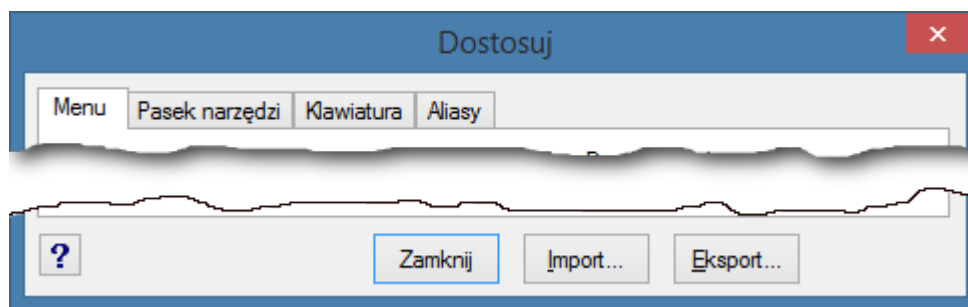 Dostosuj
Menu Pasek narzędzi Klawiatura Aliasy
? Zamknij Import... Eksport...